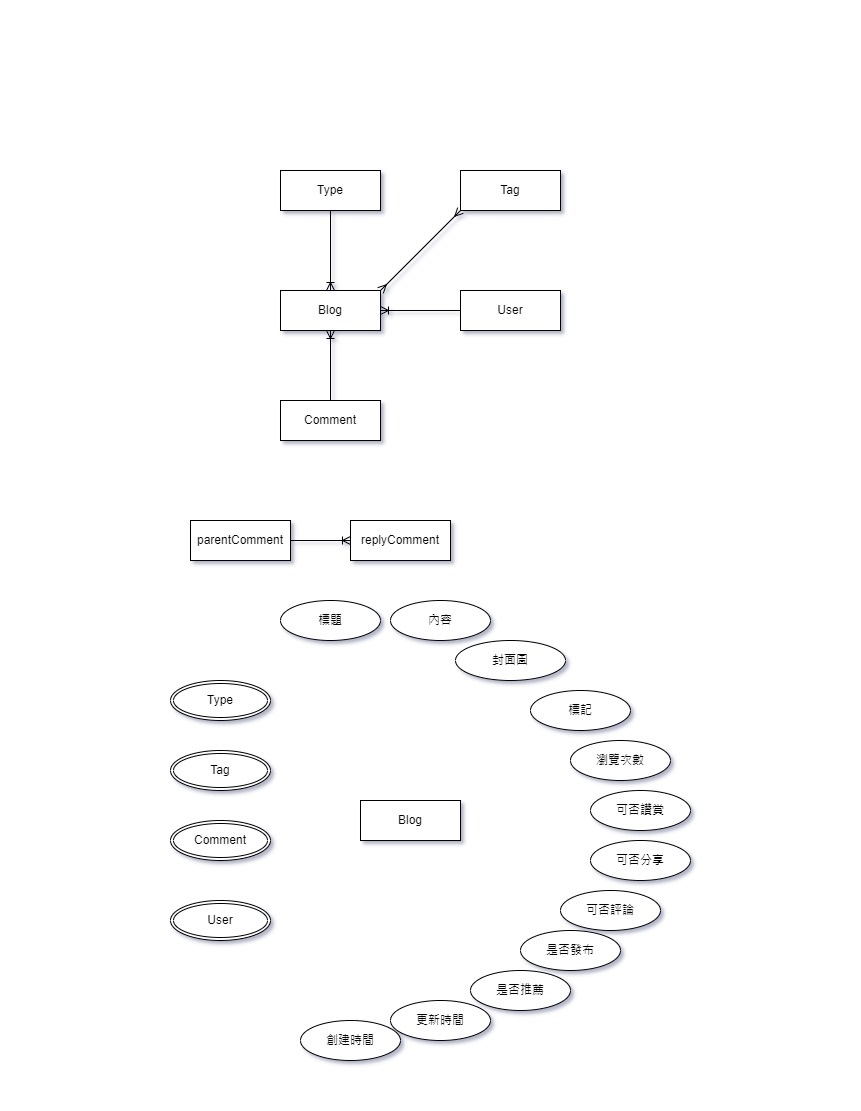 Type
Tag
Blog
User
Comment
parentComment
replyComment
標題
內容
封面圖
Type
標記
瀏覽次數
Tag
可否讚賞
Blog
Comment
可否分享
可否評論
User
是否發布
是否推薦
更新時間
創建時間